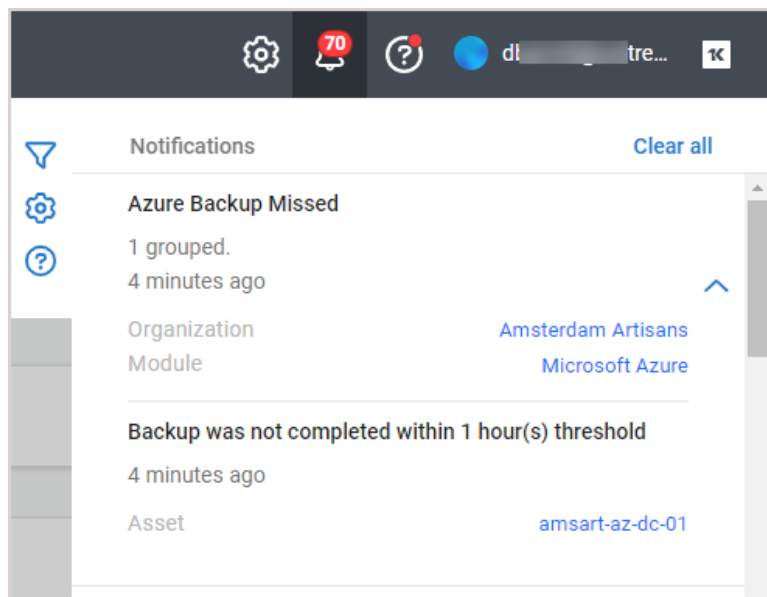 70
Notifications
Clear all
Azure Backup Missed
1 grouped.
4 minutes ago
Organization Amsterdam Artisans
Module Microsoft Azure
Backup was not completed within 1 hour(s) threshold
4 minutes ago
Asset amsart-az-dc-01